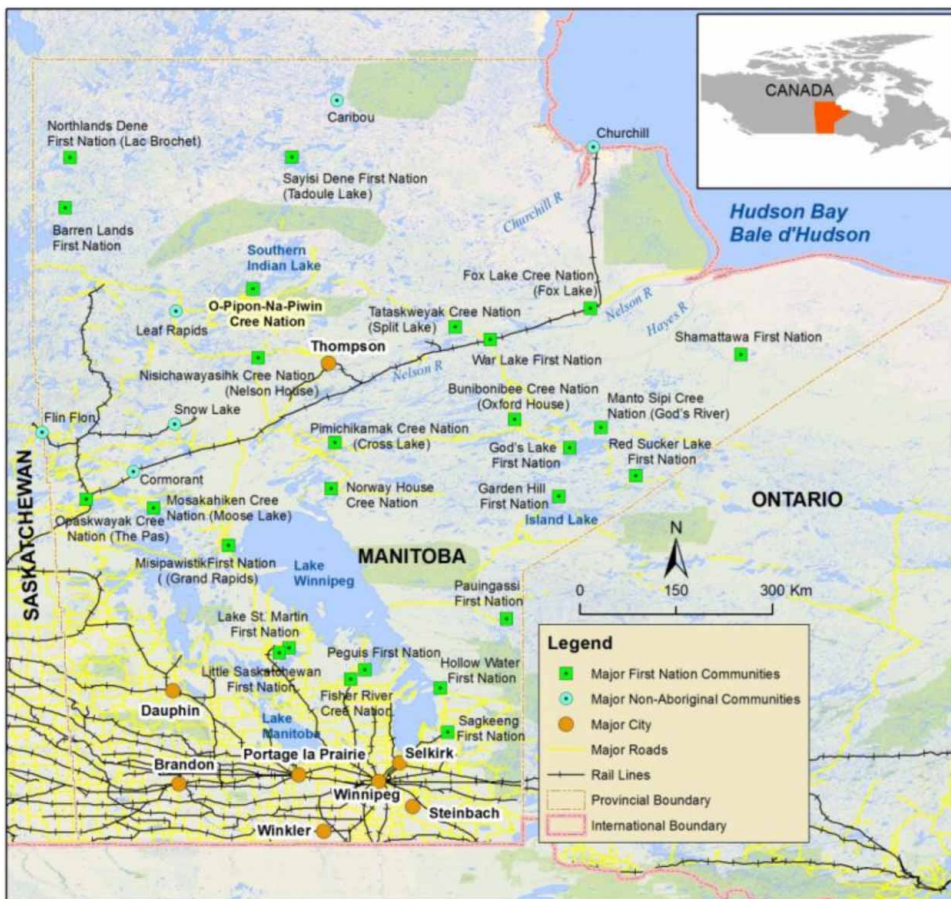 CANADA
Northlands Dene
First Nation (Lac Brochet)
Caribou
Churchill
Sayisi Dene First Nation
(Tadoule Lake)
Barren Lands
First Nation
Churchill R
Hudson Bay
Bale d'Hudson
Southern
Indian Lake
Fox Lake Cree Nation
(Fox Lake)
O-Pipon-Na-Piwin
Cree Nation
Leaf Rapids
Tataskweyak Cree Nation
(Split Lake)
Nelson R
Hayes R
Shamattawa First Nation
Thompson
War Lake First Nation
Nelson R
Nisichawayasihk Cree Nation
(Nelson House)
Bunibonibee Cree Nation
(Oxford House)
Manto Sipi Cree
Nation (God's River)
Flin Flon
Snow Lake
Pimichikamak Cree Nation
(Cross Lake)
God's Lake
First Nation
Red Sucker Lake
First Nation
Cormorant
Norway House
Cree Nation
Garden Hill
First Nation
Island Lake
ONTARIO
Mosakahiken Cree
Nation (Moose Lake)
Opaskwayak Cree
Nation (The Pas)
SASKATCHEWAN
MANITOBA
N
MisipawistikFirst Nation
( (Grand Rapids)
Lake
Winnipeg
Pauingassi
First Nation
0 150 300 Km
Lake St. Martin
First Nation
Peguis First Nation
Little Saskatchewan
First Nation
Fisher River
Cree Nation
Hollow Water
First Nation
Dauphin
Lake
Manitoba
Sagkeeng
First Nation
Portage la Prairie
Selkirk
Brandon
Winnipeg
Steinbach
Winkler
Legend
Major First Nation Communities
Major Non-Aboriginal Communities
Major City
Major Roads
Rail Lines
Provincial Boundary
International Boundary